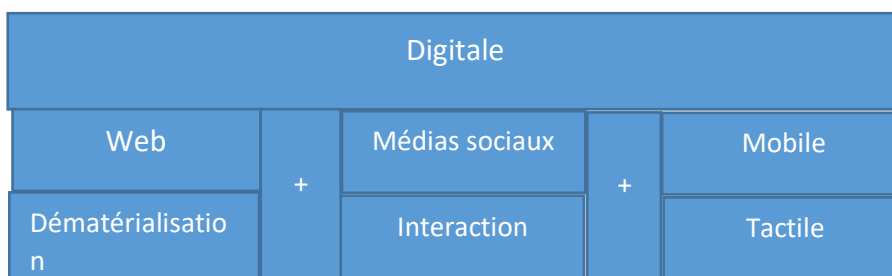 Digitale
Web
+
Médias sociaux
+
Mobile
Dématérialisatio
n
Interaction
Tactile